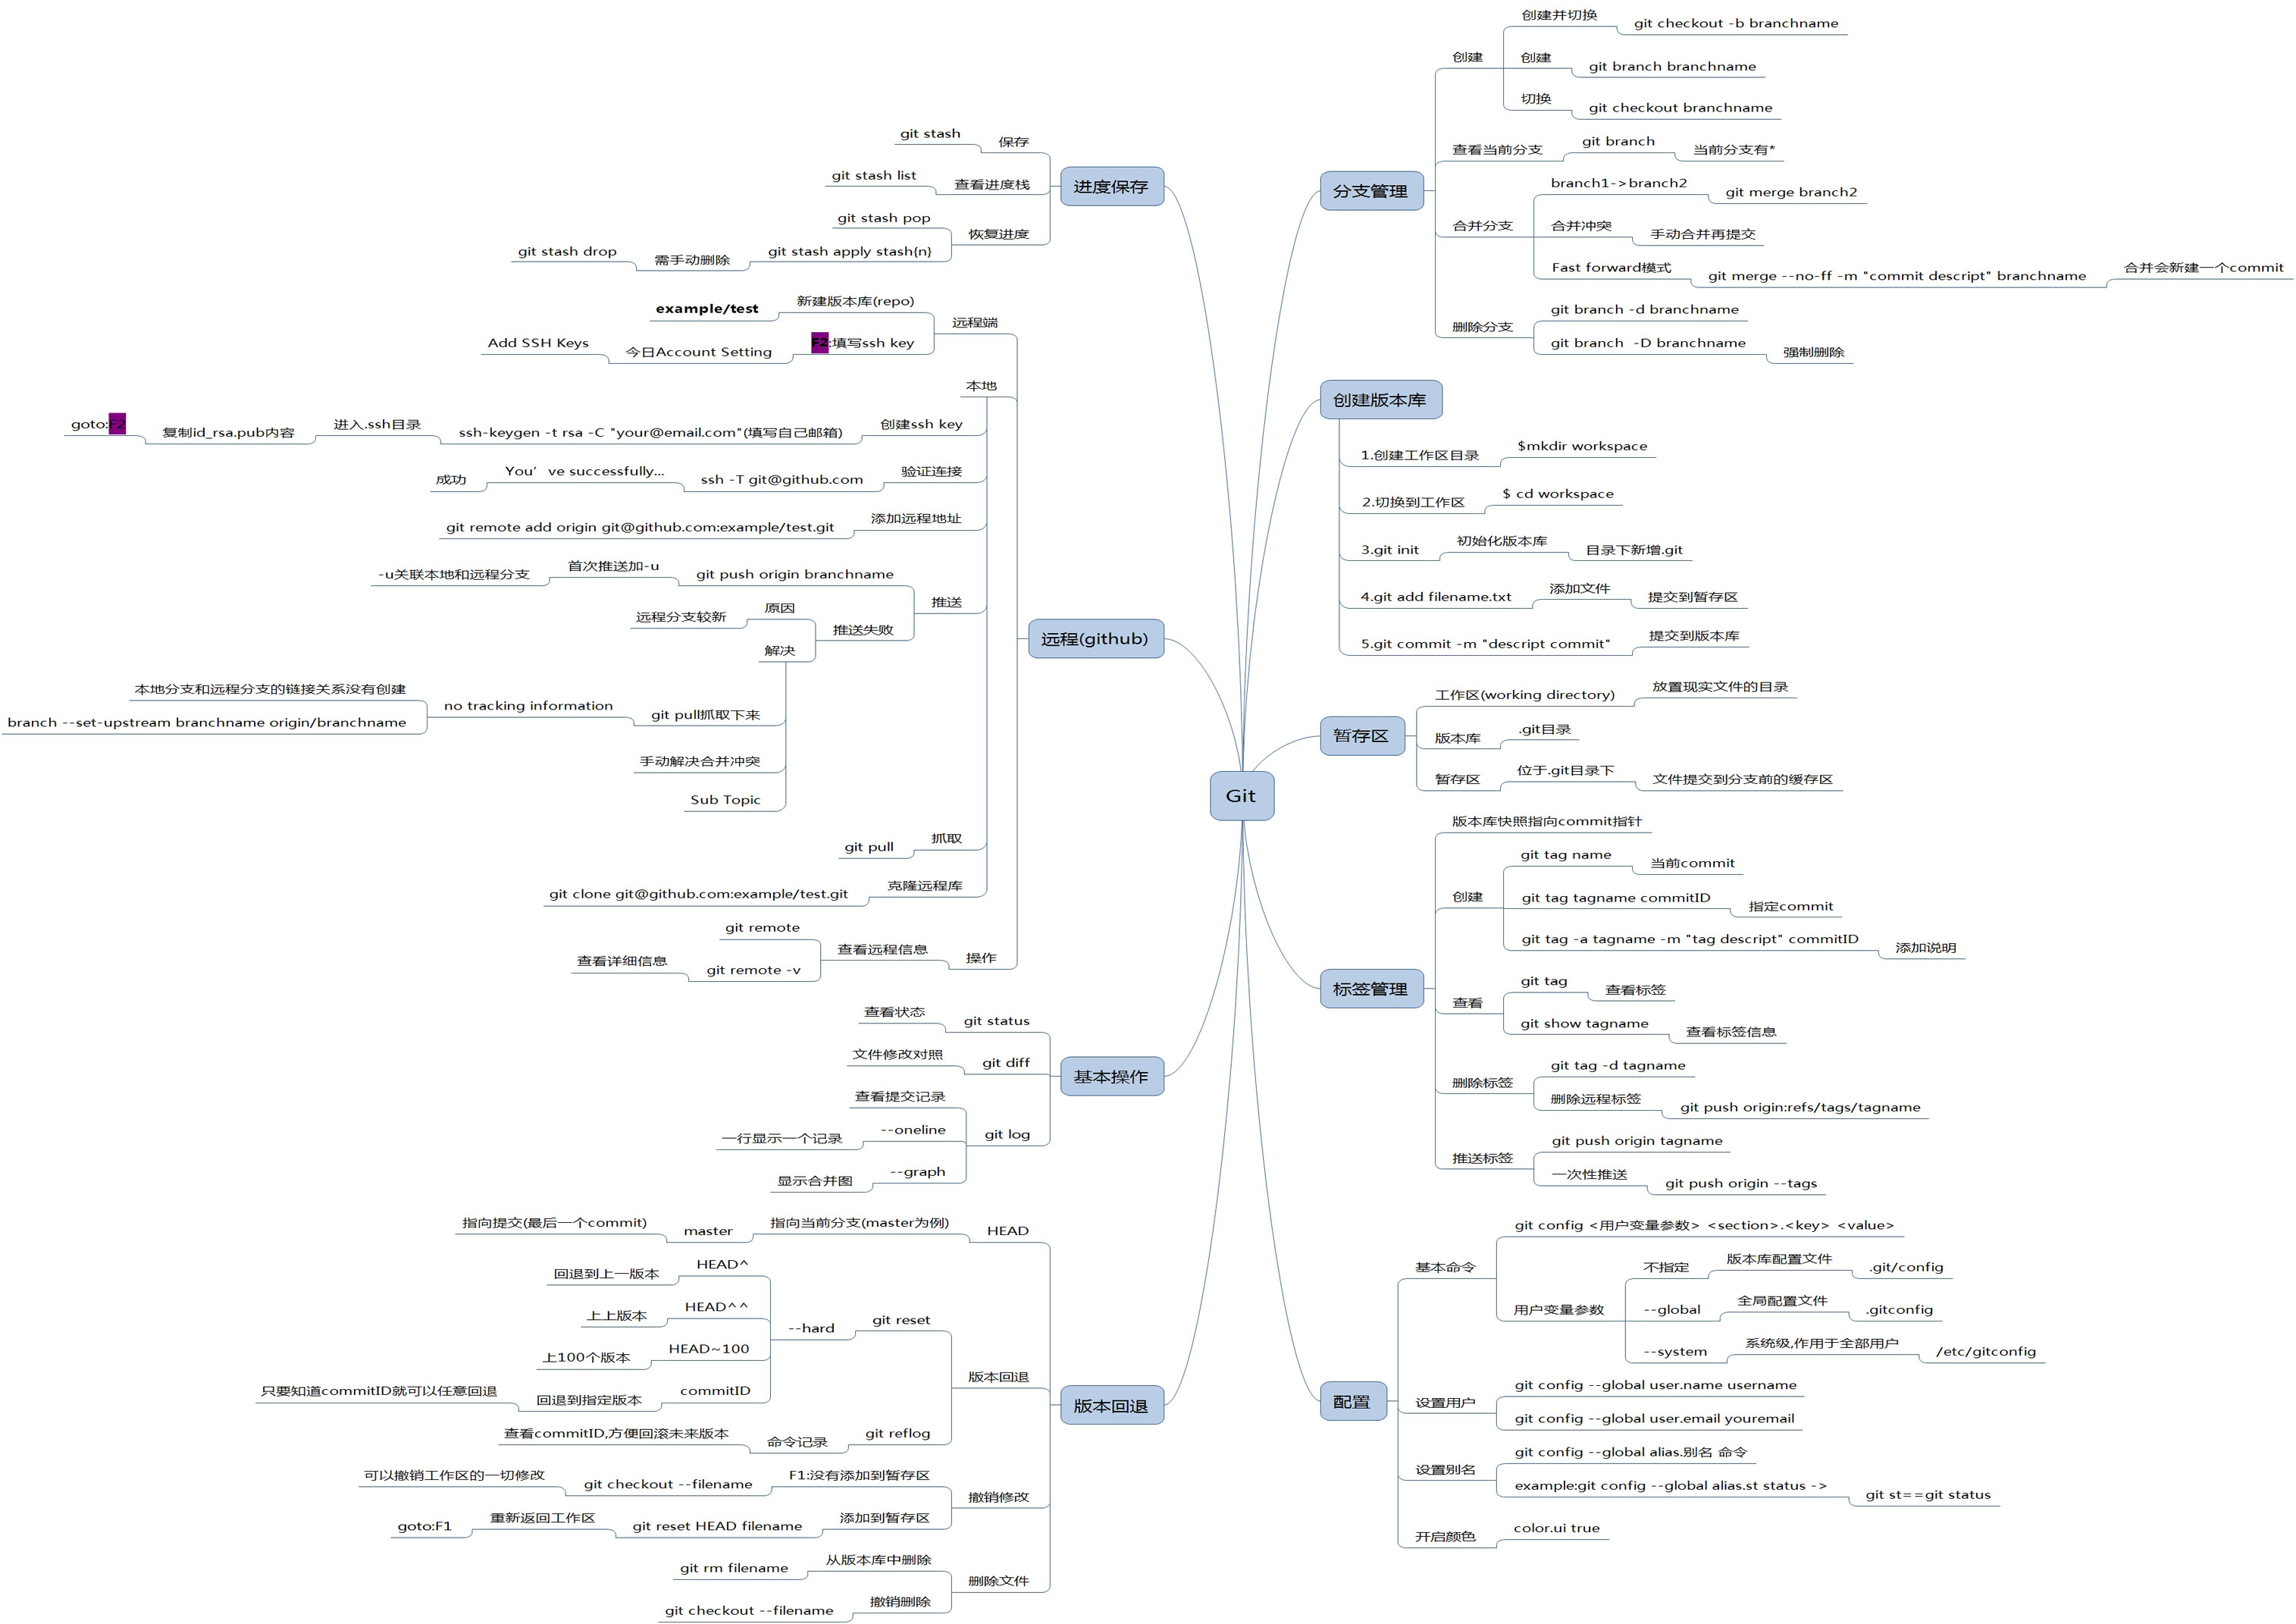 Git
分支管理
创建
创建并切换
git checkout -b branchname
创建
git branch branchname
切换
git checkout branchname
查看当前分支
git branch
当前分支有*
合并分支
branch1->branch2
git merge branch2
合并冲突
手动合并再提交
Fast forward模式
git merge --no-ff -m "commit descript" branchname
合并会新建一个commit
删除分支
git branch -d branchname
git branch  -D branchname
强制删除
创建版本库
1.创建工作区目录
$mkdir workspace
2.切换到工作区
$ cd workspace
3.git init
初始化版本库
目录下新增.git
4.git add filename.txt
添加文件
提交到暂存区
5.git commit -m "descript commit"
提交到版本库
暂存区
工作区(working directory)
放置现实文件的目录
版本库
.git目录
暂存区
位于.git目录下
文件提交到分支前的缓存区
标签管理
版本库快照指向commit指针
创建
git tag name
当前commit
git tag tagname commitID
指定commit
git tag -a tagname -m "tag descript" commitID
添加说明
查看
git tag
查看标签
git show tagname
查看标签信息
删除标签
git tag -d tagname
删除远程标签
git push origin:refs/tags/tagname
推送标签
git push origin tagname
一次性推送
git push origin --tags
配置
基本命令
git config <用户变量参数> <section>.<key> <value>
用户变量参数
不指定
版本库配置文件
.git/config
--global
全局配置文件
.gitconfig
--system
系统级,作用于全部用户
/etc/gitconfig
设置用户
git config --global user.name username
git config --global user.email youremail
设置别名
git config --global alias.别名 命令
example:git config --global alias.st status ->
git st==git status
开启颜色
color.ui true
进度保存
保存
git stash
查看进度栈
git stash list
恢复进度
git stash pop
git stash apply stash{n}
需手动删除
git stash drop
远程(github)
远程端
新建版本库(repo)
example/test
F2:填写ssh key
今日Account Setting
Add SSH Keys
本地
创建ssh key
ssh-keygen -t rsa -C "your@email.com"(填写自己邮箱)
进入.ssh目录
复制id_rsa.pub内容
goto:F2
验证连接
ssh -T git@github.com
You’ve successfully...
成功
添加远程地址
git remote add origin git@github.com:example/test.git
推送
git push origin branchname
首次推送加-u
-u关联本地和远程分支
推送失败
原因
远程分支较新
解决
git pull抓取下来
no tracking information
本地分支和远程分支的链接关系没有创建
branch --set-upstream branchname origin/branchname
手动解决合并冲突
Sub Topic
抓取
git pull
克隆远程库
git clone git@github.com:example/test.git
操作
查看远程信息
git remote
git remote -v
查看详细信息
基本操作
git status
查看状态
git diff
文件修改对照
git log
查看提交记录
--oneline
一行显示一个记录
--graph
显示合并图
版本回退
HEAD
指向当前分支(master为例)
master
指向提交(最后一个commit)
版本回退
git reset
--hard
HEAD^
回退到上一版本
HEAD^^
上上版本
HEAD~100
上100个版本
commitID
回退到指定版本
只要知道commitID就可以任意回退
git reflog
命令记录
查看commitID,方便回滚未来版本
撤销修改
F1:没有添加到暂存区
git checkout --filename
可以撤销工作区的一切修改
添加到暂存区
git reset HEAD filename
重新返回工作区
goto:F1
删除文件
从版本库中删除
git rm filename
撤销删除
git checkout --filename